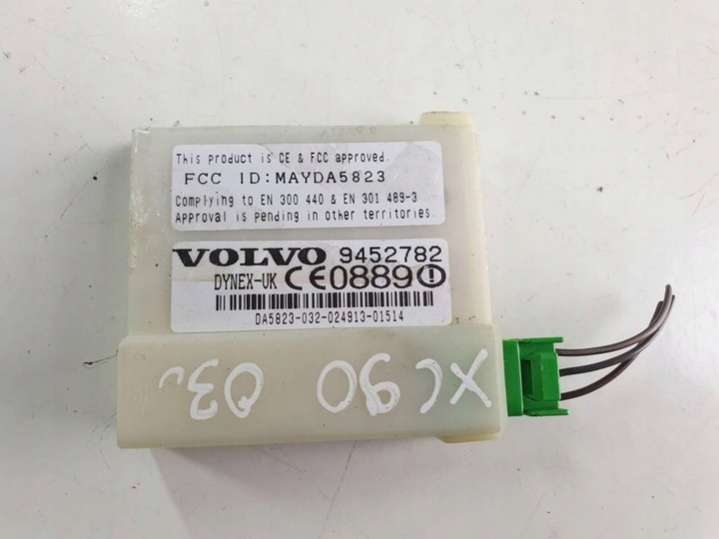 This product is CE & FCC approved.
FCC ID:MAYDA5823
Complying to EN 300 440 & EN 301 489-3
Approval is pending in other territories.
VOLVO 9452782
DYNEX-UK CE0889
DA5823-032-024913-01514
XC90 03